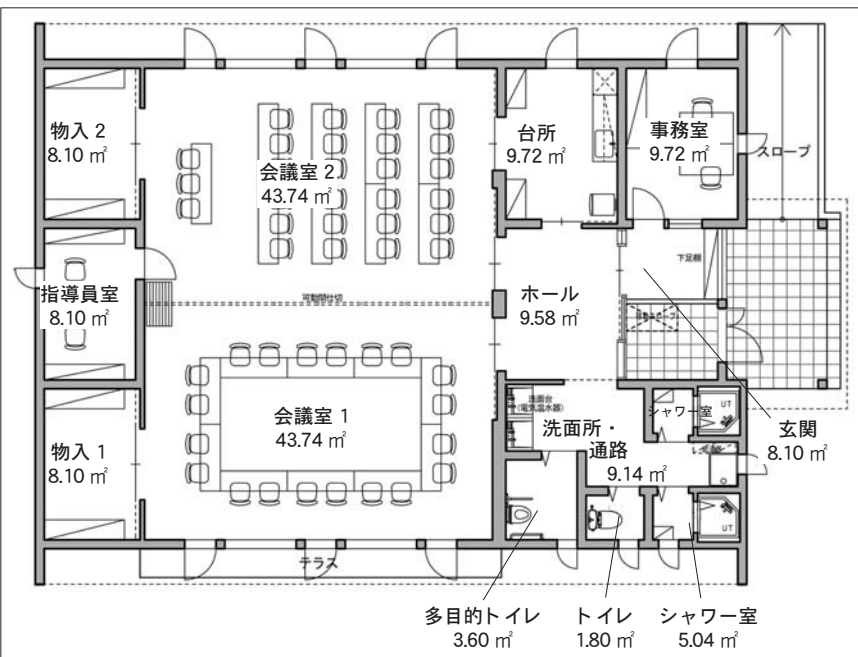 物入 2
8.10 ㎡
会議室 2
43.74 ㎡
台所
9.72 ㎡
事務室
9.72 ㎡
スロープ
指導員室
8.10 ㎡
可動間仕切
ホール
9.58 ㎡
下足棚
物入 1
8.10 ㎡
会議室 1
43.74 ㎡
洗面台
(電気温水器)
洗面所・
通路
9.14 ㎡
シャワー室
UT
玄関
8.10 ㎡
UT
テラス
多目的トイレ
3.60 ㎡
トイレ
1.80 ㎡
シャワー室
5.04 ㎡